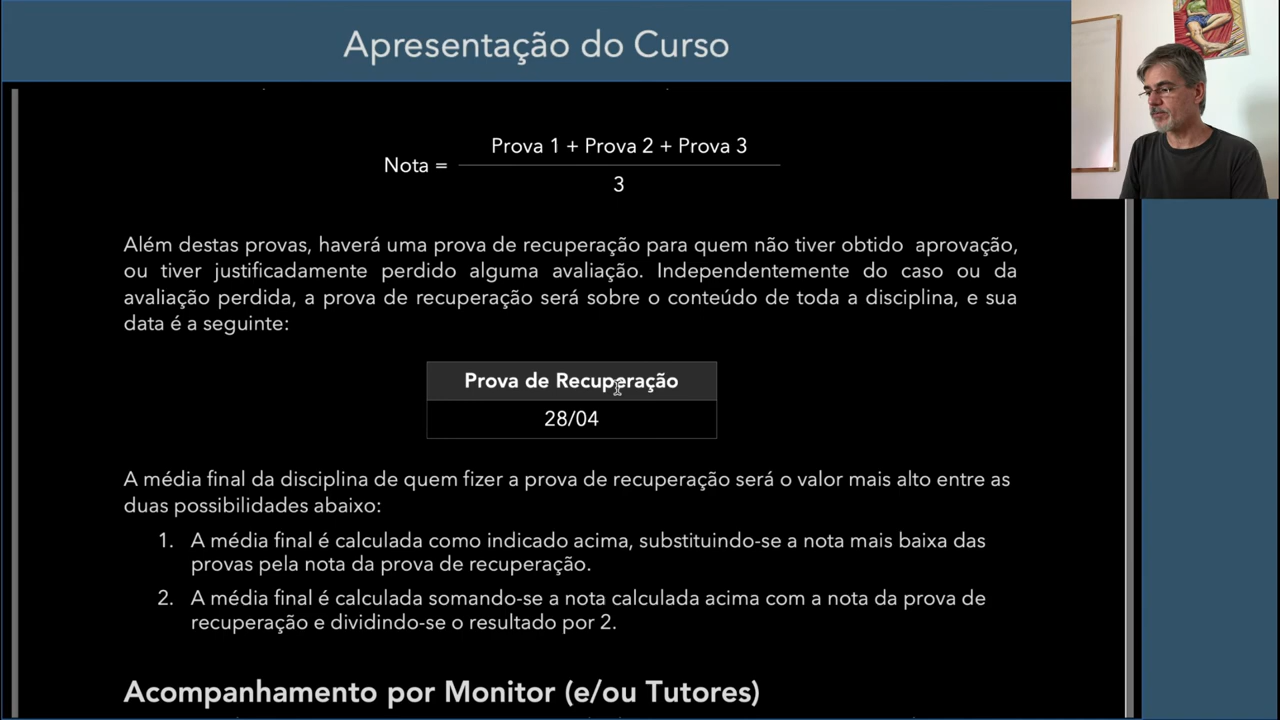 Apresentação do Curso
Nota =
Prova 1 + Prova 2 + Prova 3
3
Além destas provas, haverá uma prova de recuperação para quem não tiver obtido aprovação,
ou tiver justificadamente perdido alguma avaliação. Independentemente do caso ou da
avaliação perdida, a prova de recuperação será sobre o conteúdo de toda a disciplina, e sua
data é a seguinte:
Prova de Recuperação
28/04
A média final da disciplina de quem fizer a prova de recuperação será o valor mais alto entre as
duas possibilidades abaixo:
1. A média final é calculada como indicado acima, substituindo-se a nota mais baixa das
provas pela nota da prova de recuperação.
2. A média final é calculada somando-se a nota calculada acima com a nota da prova de
recuperação e dividindo-se o resultado por 2.
Acompanhamento por Monitor (e/ou Tutores)